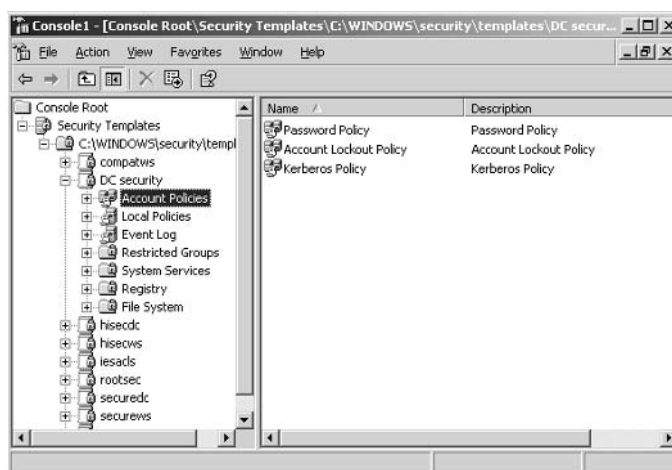 Console1 - [Console Root\Security Templates\C:\WINDOWS\security\templates\DC secur...
File Action View Favorites Window Help
Console Root
Security Templates
C:\WINDOWS\security\templ
compatws
DC security
Account Policies
Local Policies
Event Log
Restricted Groups
System Services
Registry
File System
hisecdc
hisecws
iesacls
rootsec
securedc
securews
Name Description
Password Policy Password Policy
Account Lockout Policy Account Lockout Policy
Kerberos Policy Kerberos Policy